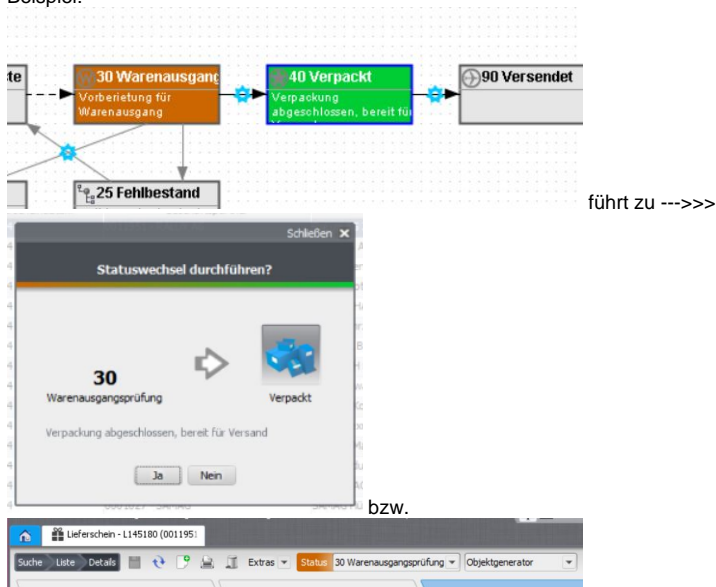 Beispiel:
te
30 Warenausgang
40 Verpackt
90 Versendet
Vorberietung für
Warenausgang
Verpackung
abgeschlossen, bereit für
25 Fehlbestand
führt zu --->>>
Schließen
Statuswechsel durchführen?
30
Warenausgangsprüfung
Verpackt
Verpackung abgeschlossen, bereit für Versand
Ja Nein
bzw.
Lieferschein - L145180 (001195
Suche Liste Details Extras Status 30 Warenausgangsprüfung Objektgenerator